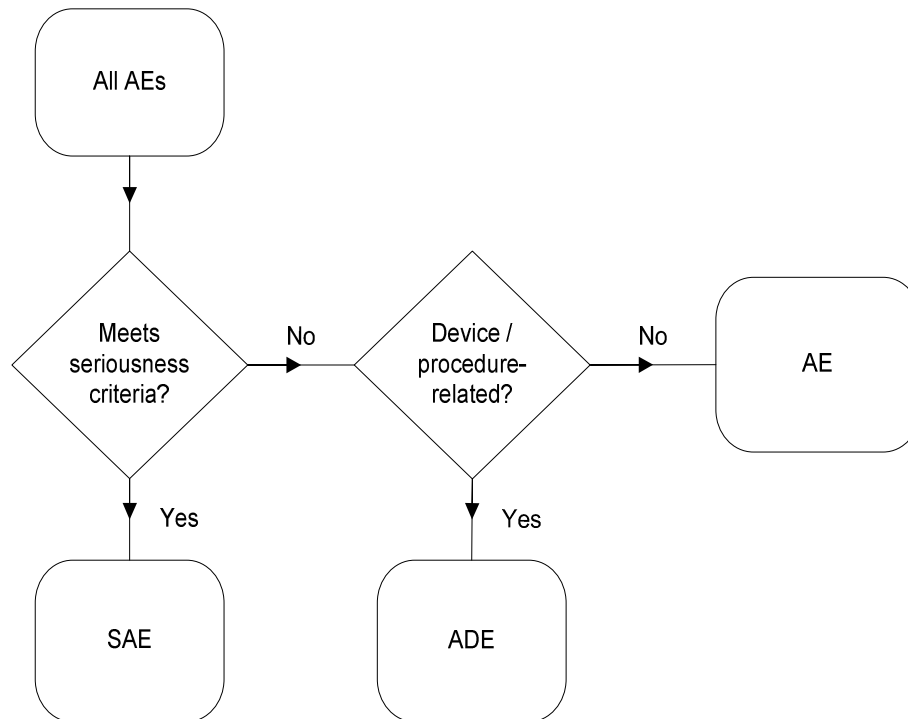 All AEs
Meets
seriousness
criteria?
No
Device /
procedure-
related?
No
AE
Yes
Yes
SAE
ADE